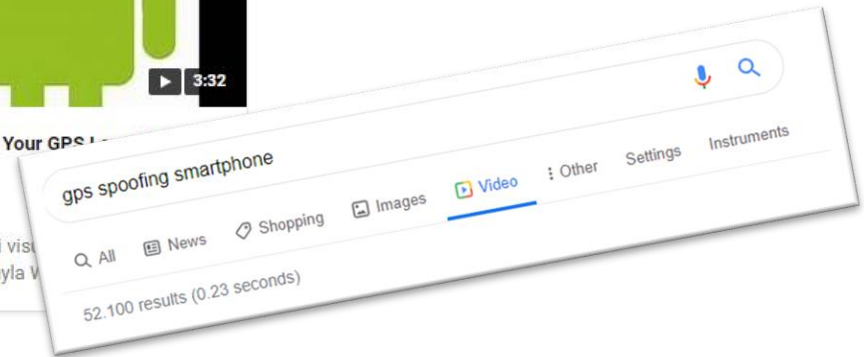 3:32
Your GPS
gps spoofing smartphone
All News Shopping Images Video Other Settings Instruments
52.100 results (0.23 seconds)